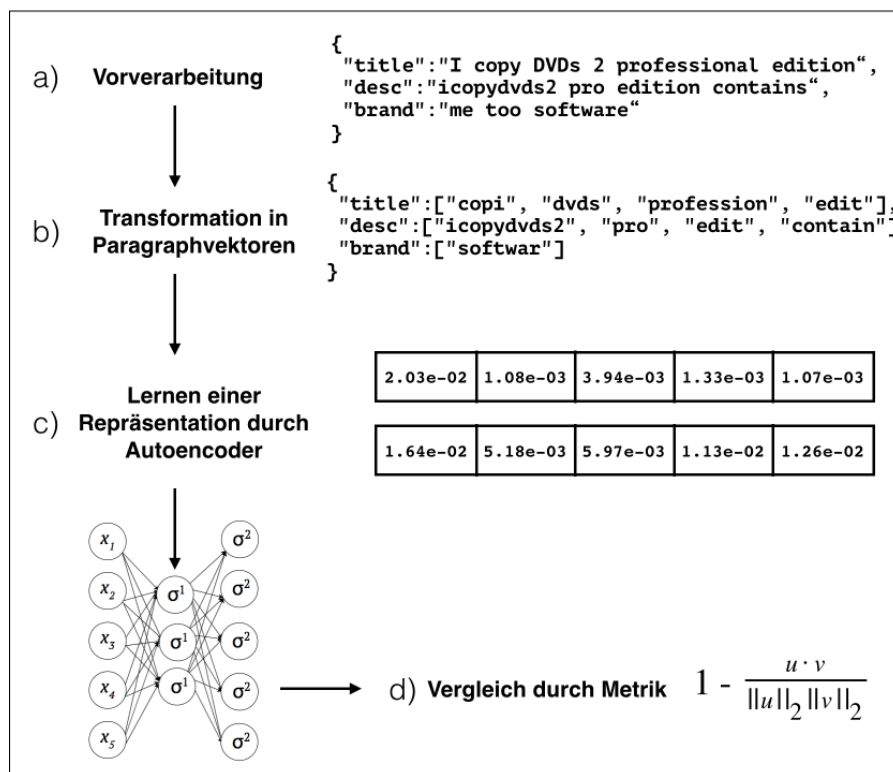 a) Vorverarbeitung
{
"title":"I copy DVDs 2 professional edition“,
"desc":"icopydvds2 pro edition contains“,
"brand":"me too software“
}
b) Transformation in
Paragraphvektoren
{
"title":["copi", "dvds", "profession", "edit"],
"desc":["icopydvds2", "pro", "edit", "contain"]
"brand":["softwar"]
}
c) Lernen einer
Repräsentation durch
Autoencoder
2.03e-02 1.08e-03 3.94e-03 1.33e-03 1.07e-03
1.64e-02 5.18e-03 5.97e-03 1.13e-02 1.26e-02
x1 σ2
x2 σ1 σ2
x3 σ1 σ2
x4 σ1 σ2
x5 σ2
d) Vergleich durch Metrik 1 - u · v / ||u||2 ||v||2